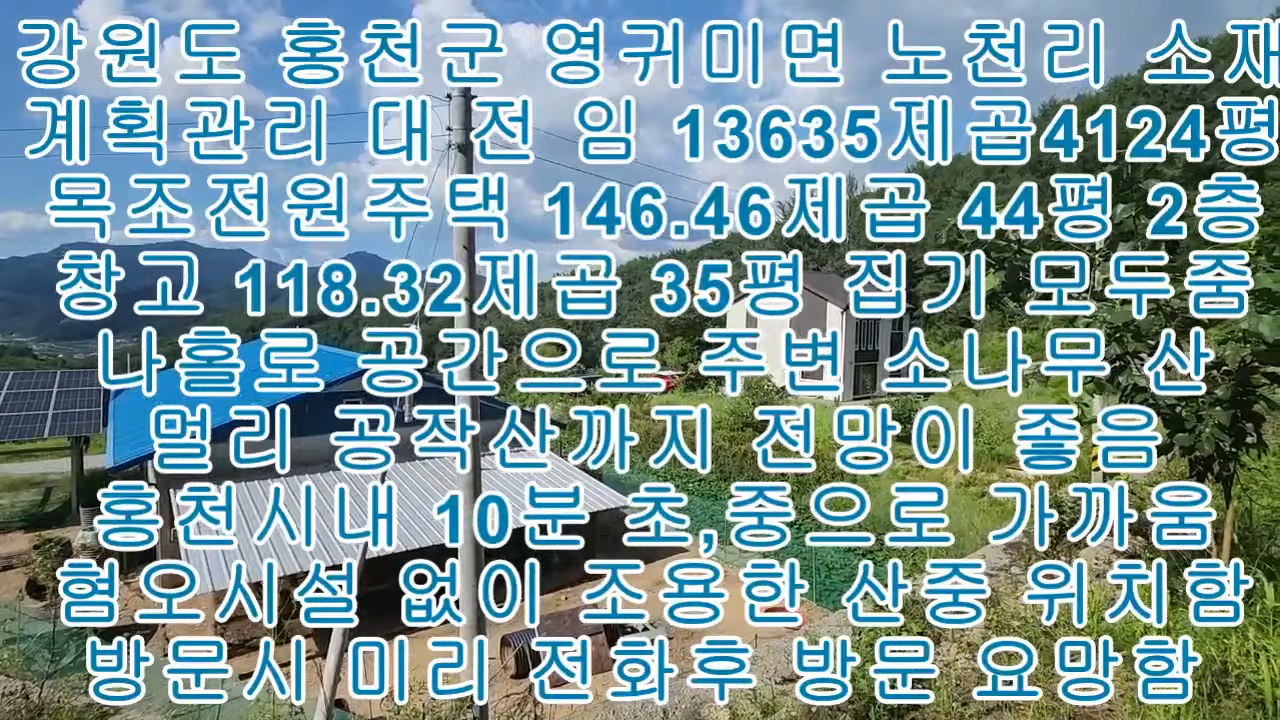 강원도 홍천군 영귀미면 노천리 소재
계획관리 대 전 임 13635제곱4124평
목조전원주택 146.46제곱 44평 2층
창고 118.32제곱 35평 집기 모두줌
나홀로 공간으로 주변 소나무 산
멀리 공작산까지 전망이 좋음
홍천시내 10분 초,중으로 가까움
혐오시설 없이 조용한 산중 위치함
방문시 미리 전화후 방문 요망함